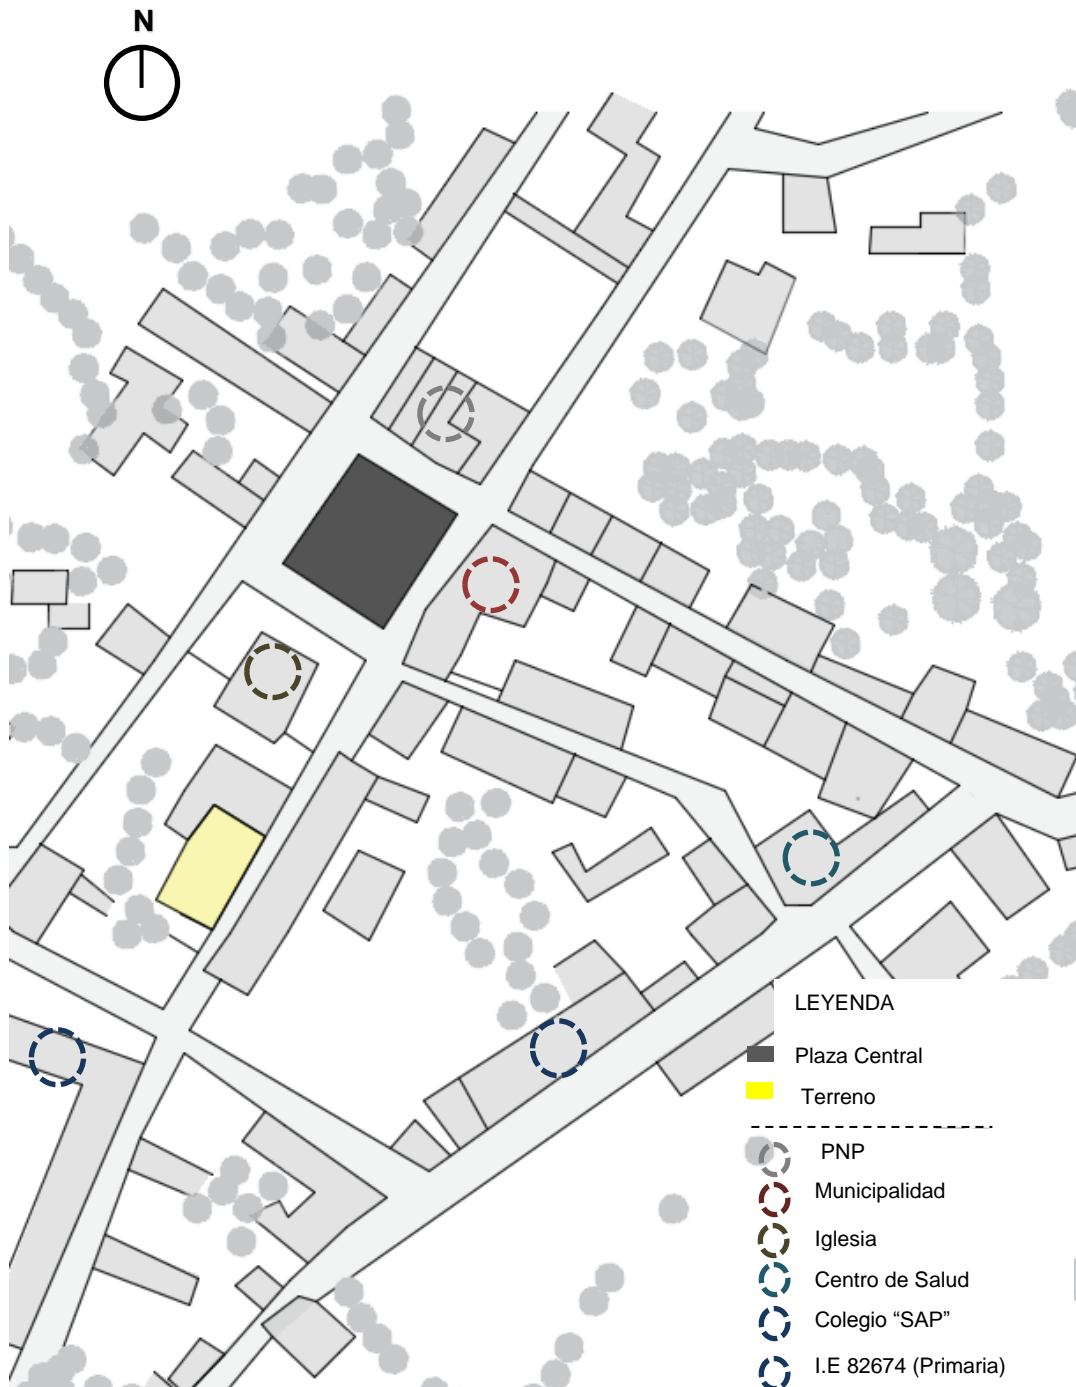 N
LEYENDA
Plaza Central
Terreno
PNP
Municipalidad
Iglesia
Centro de Salud
Colegio “SAP”
I.E 82674 (Primaria)